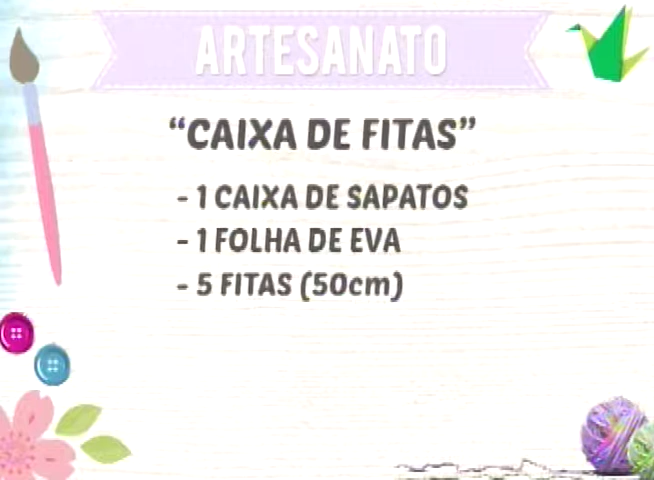 ARTESANATO
“CAIXA DE FITAS”
- 1 CAIXA DE SAPATOS
- 1 FOLHA DE EVA
- 5 FITAS (50cm)